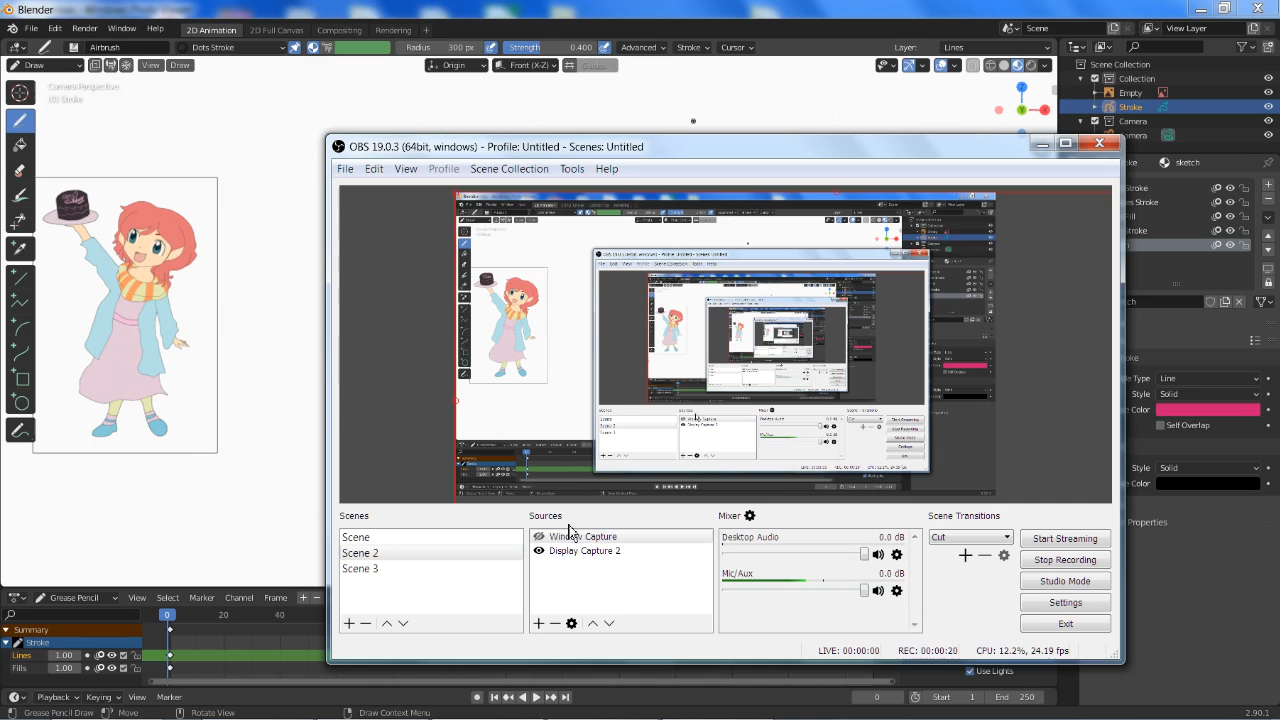 Blender
File Edit Render Window Help 2D Animation 2D Full Canvas Compositing Rendering Scene View Layer
Airbrush Dots Stroke Radius 300 px Strength 0.400 Advanced Stroke Cursor Layer: Lines
Draw View Draw Origin Front (X-Z) Guides
Camera Perspective
(0) Stroke
Scene Collection
Collection
Empty
Stroke
Camera
Camera
19.0.3 windows) - Profile: Untitled - Scenes: Untitled
File Edit View Profile Scene Collection Tools Help
sketch
Stroke
Stroke
Type Line
Style Solid
Self Overlap
Style Solid
Properties
Scenes Sources Mixer Scene Transitions
Scene
Scene 2
Scene 3
Window Capture
Display Capture 2
Desktop Audio 0.0 dB
Mic/Aux 0.0 dB
Cut
Start Streaming
Stop Recording
Studio Mode
Settings
Exit
LIVE: 00:00:00 REC: 00:00:20 CPU: 12.2%, 24.19 fps
Grease Pencil View Select Marker Channel Frame
0 20 40 60
Summary
Stroke
Lines 1.00
Fills 1.00
Use Lights
Playback Keying View Marker 0 Start 1 End 250
Grease Pencil Draw Move Rotate View Draw Context Menu 2.90.1